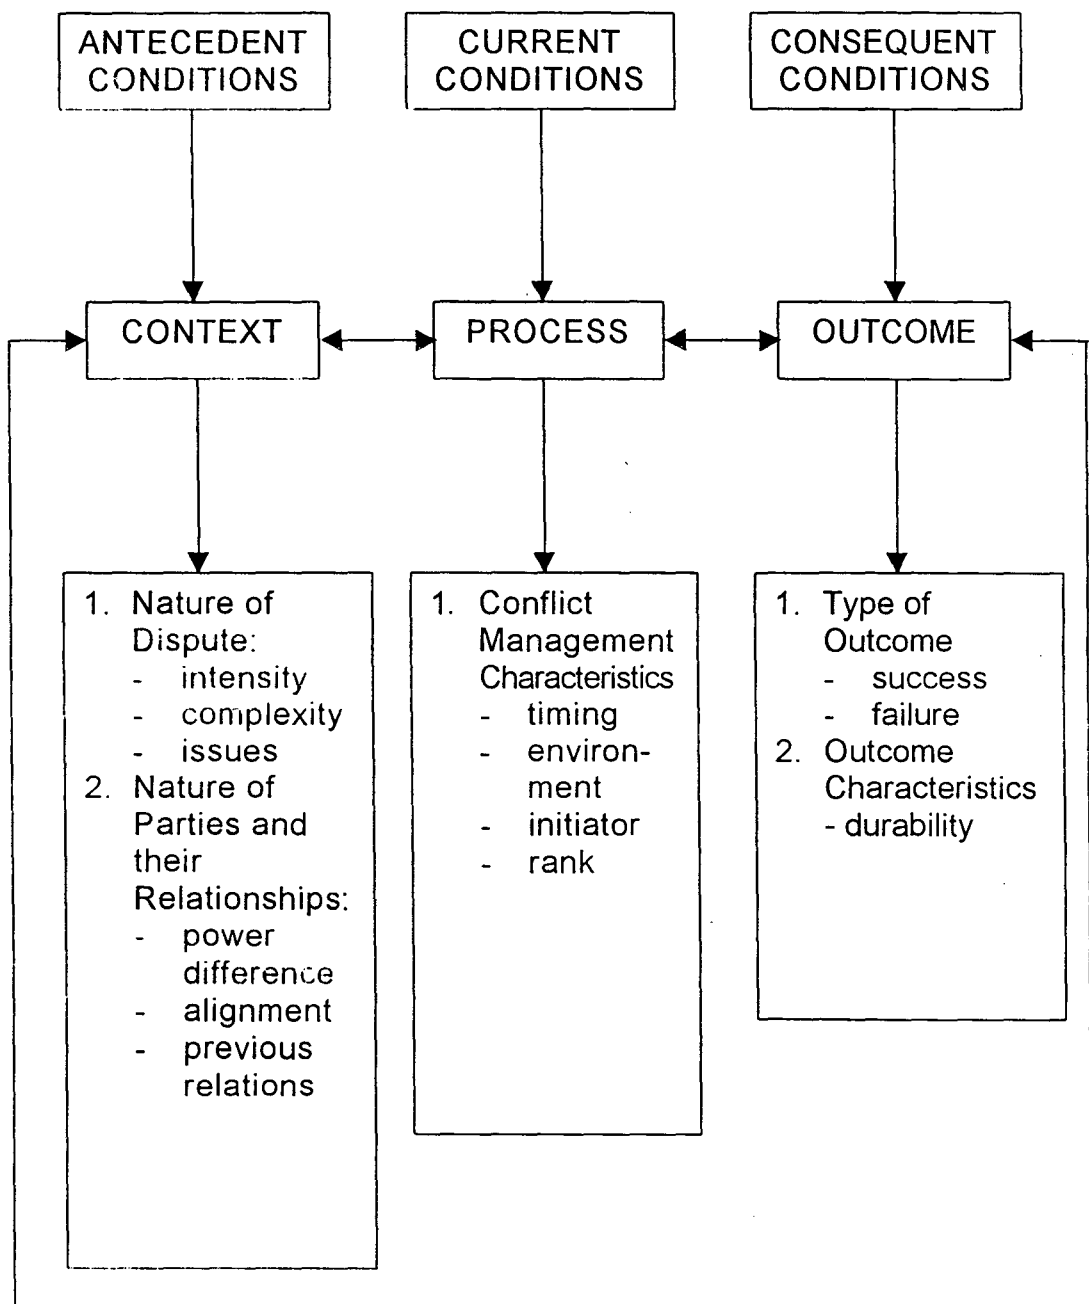 ANTECEDENT
CONDITIONS
CURRENT
CONDITIONS
CONSEQUENT
CONDITIONS
CONTEXT
PROCESS
OUTCOME
1. Nature of
Dispute:
- intensity
- complexity
- issues
2. Nature of
Parties and
their
Relationships:
- power
difference
- alignment
- previous
relations
1. Conflict
Management
Characteristics
- timing
- environ-
ment
- initiator
- rank
1. Type of
Outcome
- success
- failure
2. Outcome
Characteristics
- durability